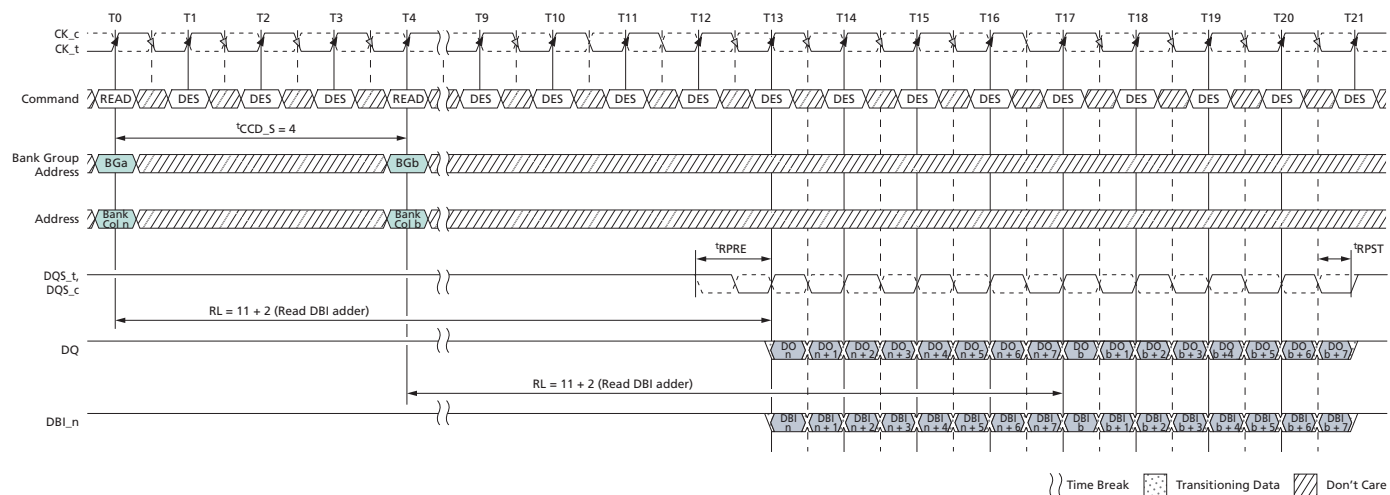 T0 T1 T2 T3 T4 T9 T10 T11 T12 T13 T14 T15 T16 T17 T18 T19 T20 T21
CK_c
CK_t
Command READ DES DES DES READ DES DES DES DES DES DES DES DES DES DES DES DES DES
tCCD_S = 4
Bank Group
Address
BGa BGb
Address
Bank
Col n
Bank
Col b
tRPRE tRPST
DQS_t,
DQS_c
RL = 11 + 2 (Read DBI adder)
DQ
DO DO DO DO DO DO DO DO DO DO DO DO DO DO DO DO
n n + 1 n + 2 n + 3 n + 4 n + 5 n + 6 n + 7 b b + 1 b + 2 b + 3 b +4 b + 5 b + 6 b + 7
RL = 11 + 2 (Read DBI adder)
DBI_n
DBI DBI DBI DBI DBI DBI DBI DBI DBI DBI DBI DBI DBI DBI DBI DBI
n n + 1 n + 2 n + 3 n + 4 n + 5 n + 6 n + 7 b b + 1 b + 2 b + 3 b + 4 b + 5 b + 6 b + 7
Time Break Transitioning Data Don't Care